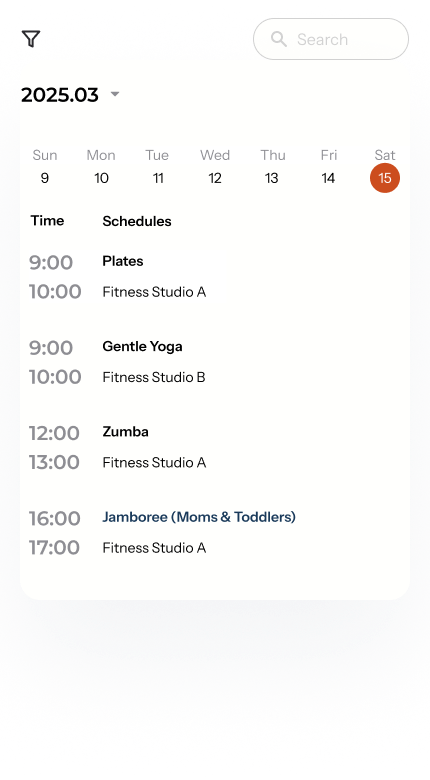 Search
2025.03
Sun Mon Tue Wed Thu Fri Sat
9 10 11 12 13 14 15
Time Schedules
9:00 Plates
10:00 Fitness Studio A
9:00 Gentle Yoga
10:00 Fitness Studio B
12:00 Zumba
13:00 Fitness Studio A
16:00 Jamboree (Moms & Toddlers)
17:00 Fitness Studio A